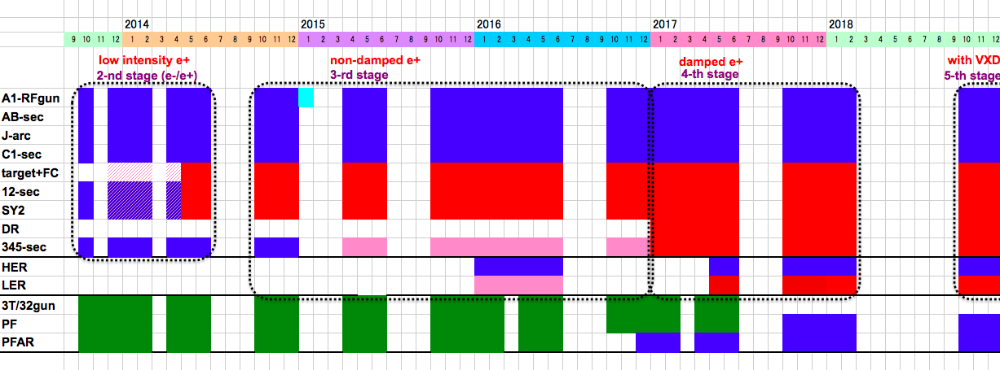 2014 2015 2016 2017 2018
9 10 11 12 1 2 3 4 5 6 7 8 9 10 11 12 1 2 3 4 5 6 7 8 9 10 11 12 1 2 3 4 5 6 7 8 9 10 11 12 1 2 3 4 5 6 7 8 9 10 11 12 1 2 3 4 5 6 7 8 9 10 11 12
low intensity e+ non-damped e+ damped e+ with VXD
2-nd stage (e-/e+) 3-rd stage 4-th stage 5-th stage
A1-RFgun
AB-sec
J-arc
C1-sec
target+FC
12-sec
SY2
DR
345-sec
HER
LER
3T/32gun
PF
PFAR